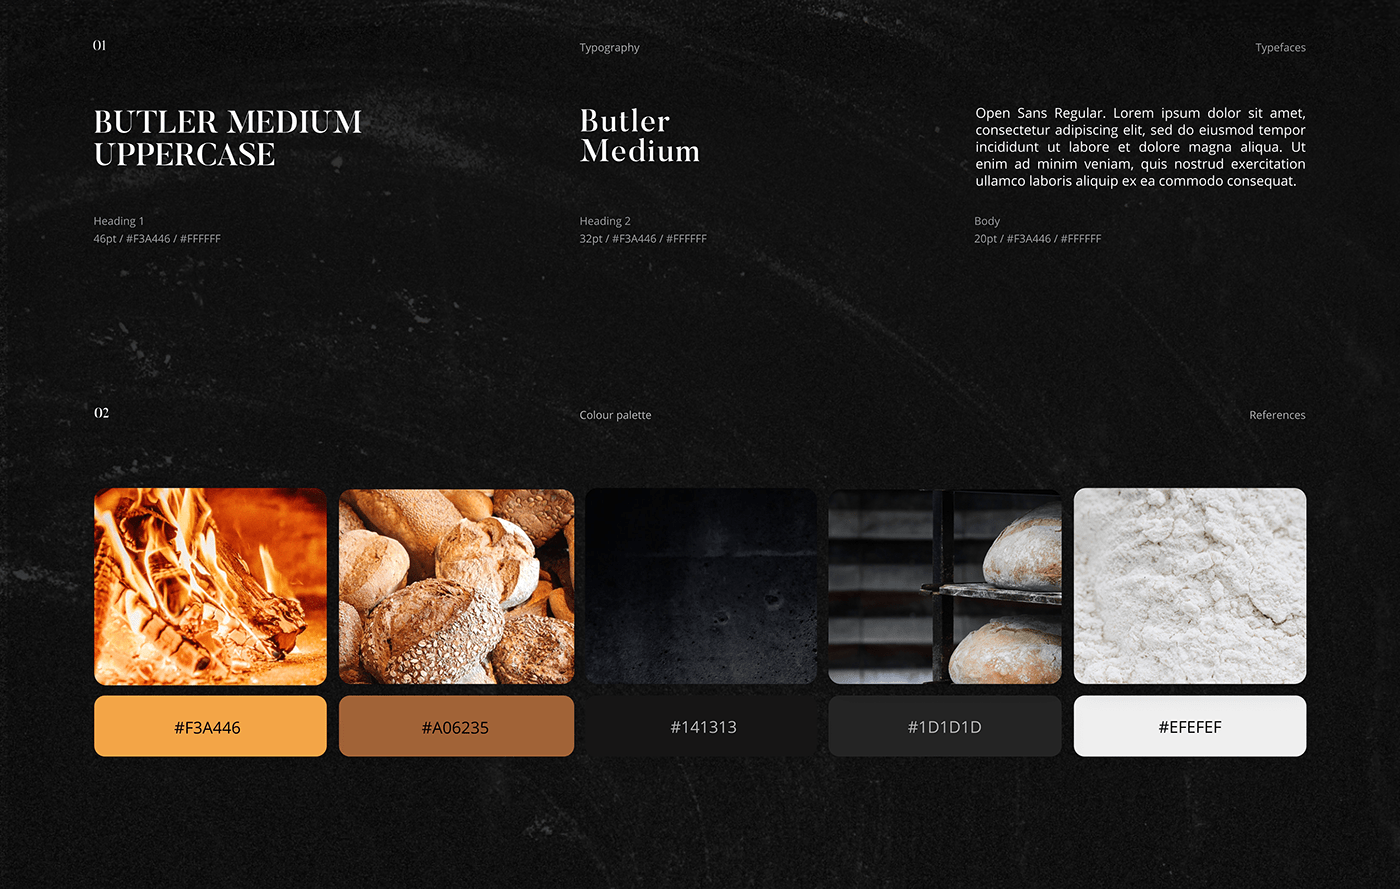 01
Typography
Typefaces
BUTLER MEDIUM
UPPERCASE
Butler
Medium
Open Sans Regular. Lorem ipsum dolor sit amet,
consectetur adipiscing elit, sed do eiusmod tempor
incididunt ut labore et dolore magna aliqua. Ut
enim ad minim veniam, quis nostrud exercitation
ullamco laboris aliquip ex ea commodo consequat.
Heading 1
46pt / #F3A446 / #FFFFFF
Heading 2
32pt / #F3A446 / #FFFFFF
Body
20pt / #F3A446 / #FFFFFF
02
Colour palette
References
#F3A446
#A06235
#141313
#1D1D1D
#EFEFEF